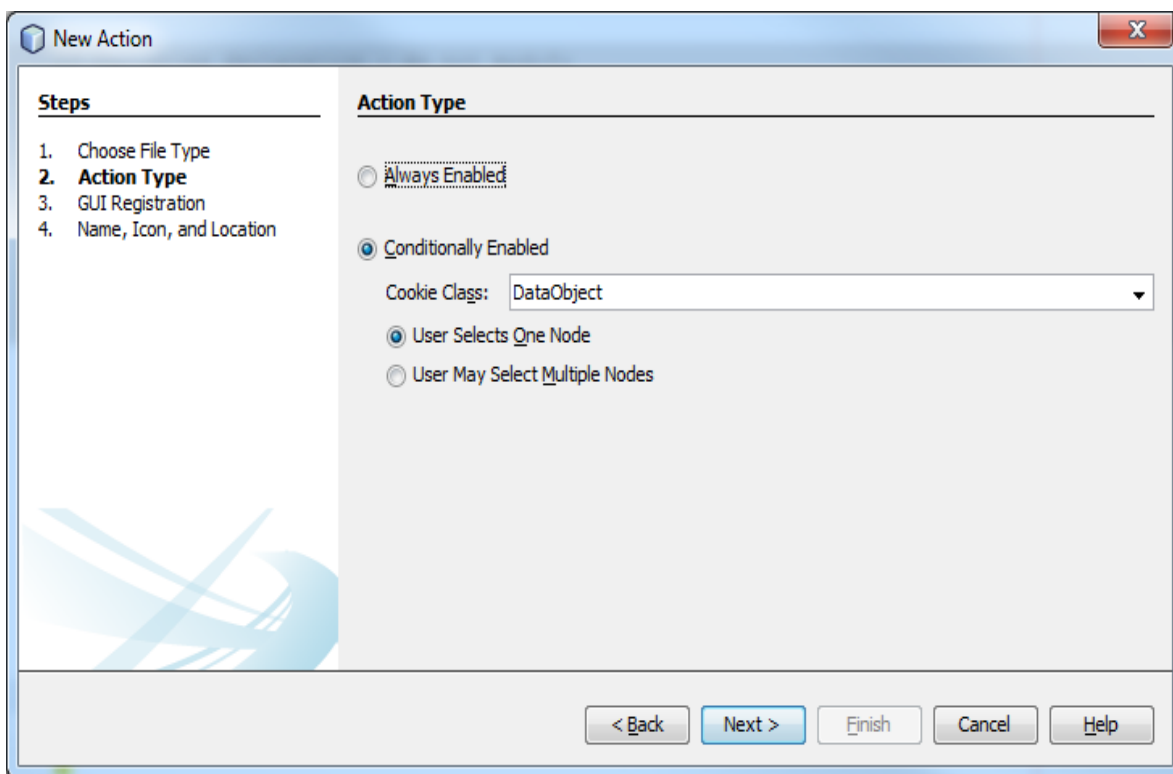 New Action
Steps
1. Choose File Type
2. Action Type
3. GUI Registration
4. Name, Icon, and Location
Action Type
Always Enabled
Conditionally Enabled
Cookie Class: DataObject
User Selects One Node
User May Select Multiple Nodes
< Back Next > Finish Cancel Help